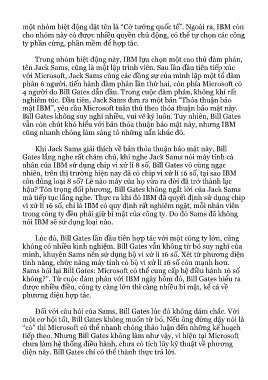 một nhóm biệt động đặt tên là "Cờ tướng quốc tế". Ngoài ra, IBM còn
cho nhóm này có được nhiều quyền chủ động, có thể tự chọn các công
ty phần cứng, phần mềm để hợp tác.
Trong nhóm biệt động này, IBM lựa chọn một cao thủ đàm phán,
tên Jack Sams, cũng là một lập trình viên. Sau lần đầu tiên tiếp xúc
với Microsoft, Jack Sams cùng các đồng sự của mình lập một tổ đàm
phán 6 người, tiến hành đàm phán lần thứ hai, còn phía Microsoft có
4 người do Bill Gates dẫn đầu. Trong cuộc đàm phán, không khí rất
nghiêm túc. Đầu tiên, Jack Sams đưa ra một bản "Thỏa thuận bảo
mật IBM", yêu cầu Microsoft tuân thủ theo thỏa thuận bảo mật này.
Bill Gates không suy nghĩ nhiều, vui vẻ ký luôn. Tuy nhiên, Bill Gates
vẫn còn chút khó hiểu với bản thỏa thuận bảo mật này, nhưng IBM
cũng nhanh chóng làm sáng tỏ những uẩn khúc đó.
Khi Jack Sams giải thích về bản thỏa thuận bảo mật này, Bill
Gates lắng nghe rất chăm chú, khi nghe Jack Sams nói máy tính cá
nhân của IBM sử dụng chip vi xử lí 8 số, Bill Gates vô cùng ngạc
nhiên, trên thị trường hiện nay đã có chip vi xử lí 16 số, tại sao IBM
còn dùng loại 8 số? Lẽ nào máy của họ vừa ra đời đã trở thành lạc
hậu? Tôn trọng đối phương, Bill Gates không ngắt lời của Jack Sams
mà tiếp tục lắng nghe. Thực ra khi đó IBM đã quyết định sử dụng chip
vi xử lí 16 số, chỉ là IBM có quy định rất nghiêm ngặt, mỗi nhân viên
trong công ty đều phải giữ bí mật của công ty. Do đó Sams đã không
nói IBM sẽ sử dụng loại nào.
Lúc đó, Bill Gates lần đầu tiên hợp tác với một công ty lớn, cũng
không có nhiều kinh nghiệm. Bill Gates vẫn không từ bỏ suy nghĩ của
mình, khuyên Sams nên sử dụng bộ vi xử lí 16 số. Xét từ phương diện
tính năng, chức năng máy tính có bộ vi xử lí 16 số còn mạnh hơn.
Sams hỏi lại Bill Gates: Microsoft có thể cung cấp hệ điều hành 16 số
không?". Từ cuộc đàm phán với IBM ngày hôm đó, Bill Gates hiểu ra
được nhiều điều, công ty càng lớn thì càng nhiều bí mật, kể cả về
phương diện hợp tác.
Đối với câu hỏi của Sams, Bill Gates lúc đó không dám chắc. Với
một cơ hội tốt, Bill Gates không muốn từ bỏ. Nếu ông đứng dậy nói là
"có" thì Microsoft có thể nhanh chóng thảo luận đến những kế hoạch
tiếp theo. Nhưng Bill Gates không làm như vậy, vì hiện tại Microsoft
chưa làm hệ thống điều hành, chưa có tích lũy kỹ thuật về phương
diện này. Bill Gates chỉ có thể thành thực trả lời.